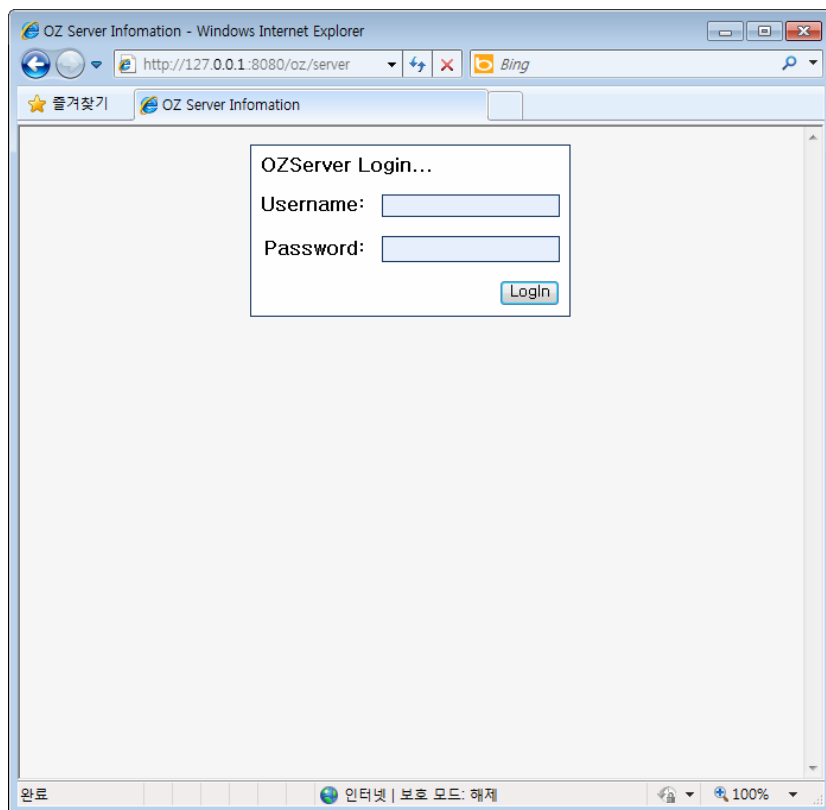 OZ Server Infomation - Windows Internet Explorer
http://127.0.0.1:8080/oz/server
Bing
즐겨찾기
OZ Server Infomation
OZServer Login...
Username:
Password:
LogIn
완료
인터넷 | 보호 모드: 해제
100%